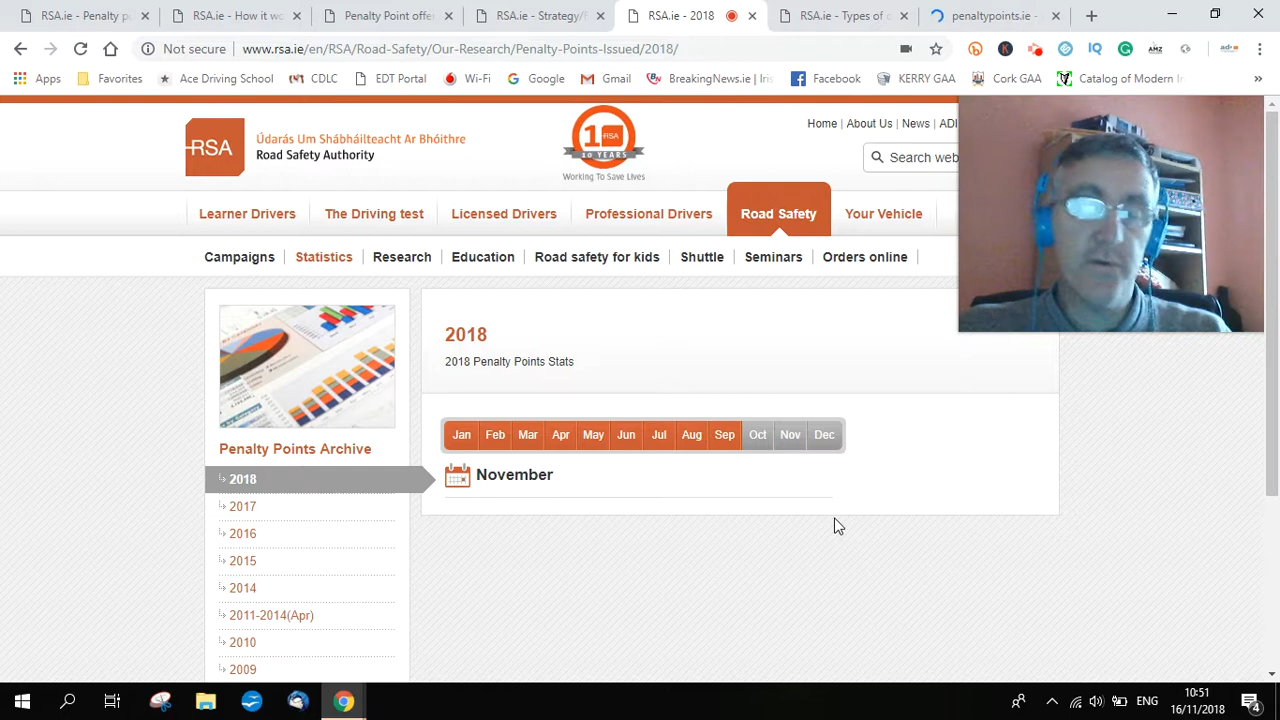 RSA.ie - Penalty po
RSA.ie - How it wo
Penalty Point offen
RSA.ie - Strategy/F
RSA.ie - 2018
RSA.ie - Types of o
penaltypoints.ie -
Not secure
www.rsa.ie/en/RSA/Road-Safety/Our-Research/Penalty-Points-Issued/2018/
Apps
Favorites
Ace Driving School
CDLC
EDT Portal
Wi-Fi
Google
Gmail
BreakingNews.ie | Iris
Facebook
KERRY GAA
Cork GAA
Catalog of Modern In
»
RSA
Údarás Um Shábháilteacht Ar Bhóithre
Road Safety Authority
RSA
10 YEARS
Working To Save Lives
Home
About Us
News
ADI
Search web
Learner Drivers
The Driving test
Licensed Drivers
Professional Drivers
Road Safety
Your Vehicle
Campaigns
Statistics
Research
Education
Road safety for kids
Shuttle
Seminars
Orders online
2018
2018 Penalty Points Stats
Jan Feb Mar Apr May Jun Jul Aug Sep Oct Nov Dec
November
Penalty Points Archive
2018
2017
2016
2015
2014
2011-2014(Apr)
2010
2009
ENG
10:51
16/11/2018
4